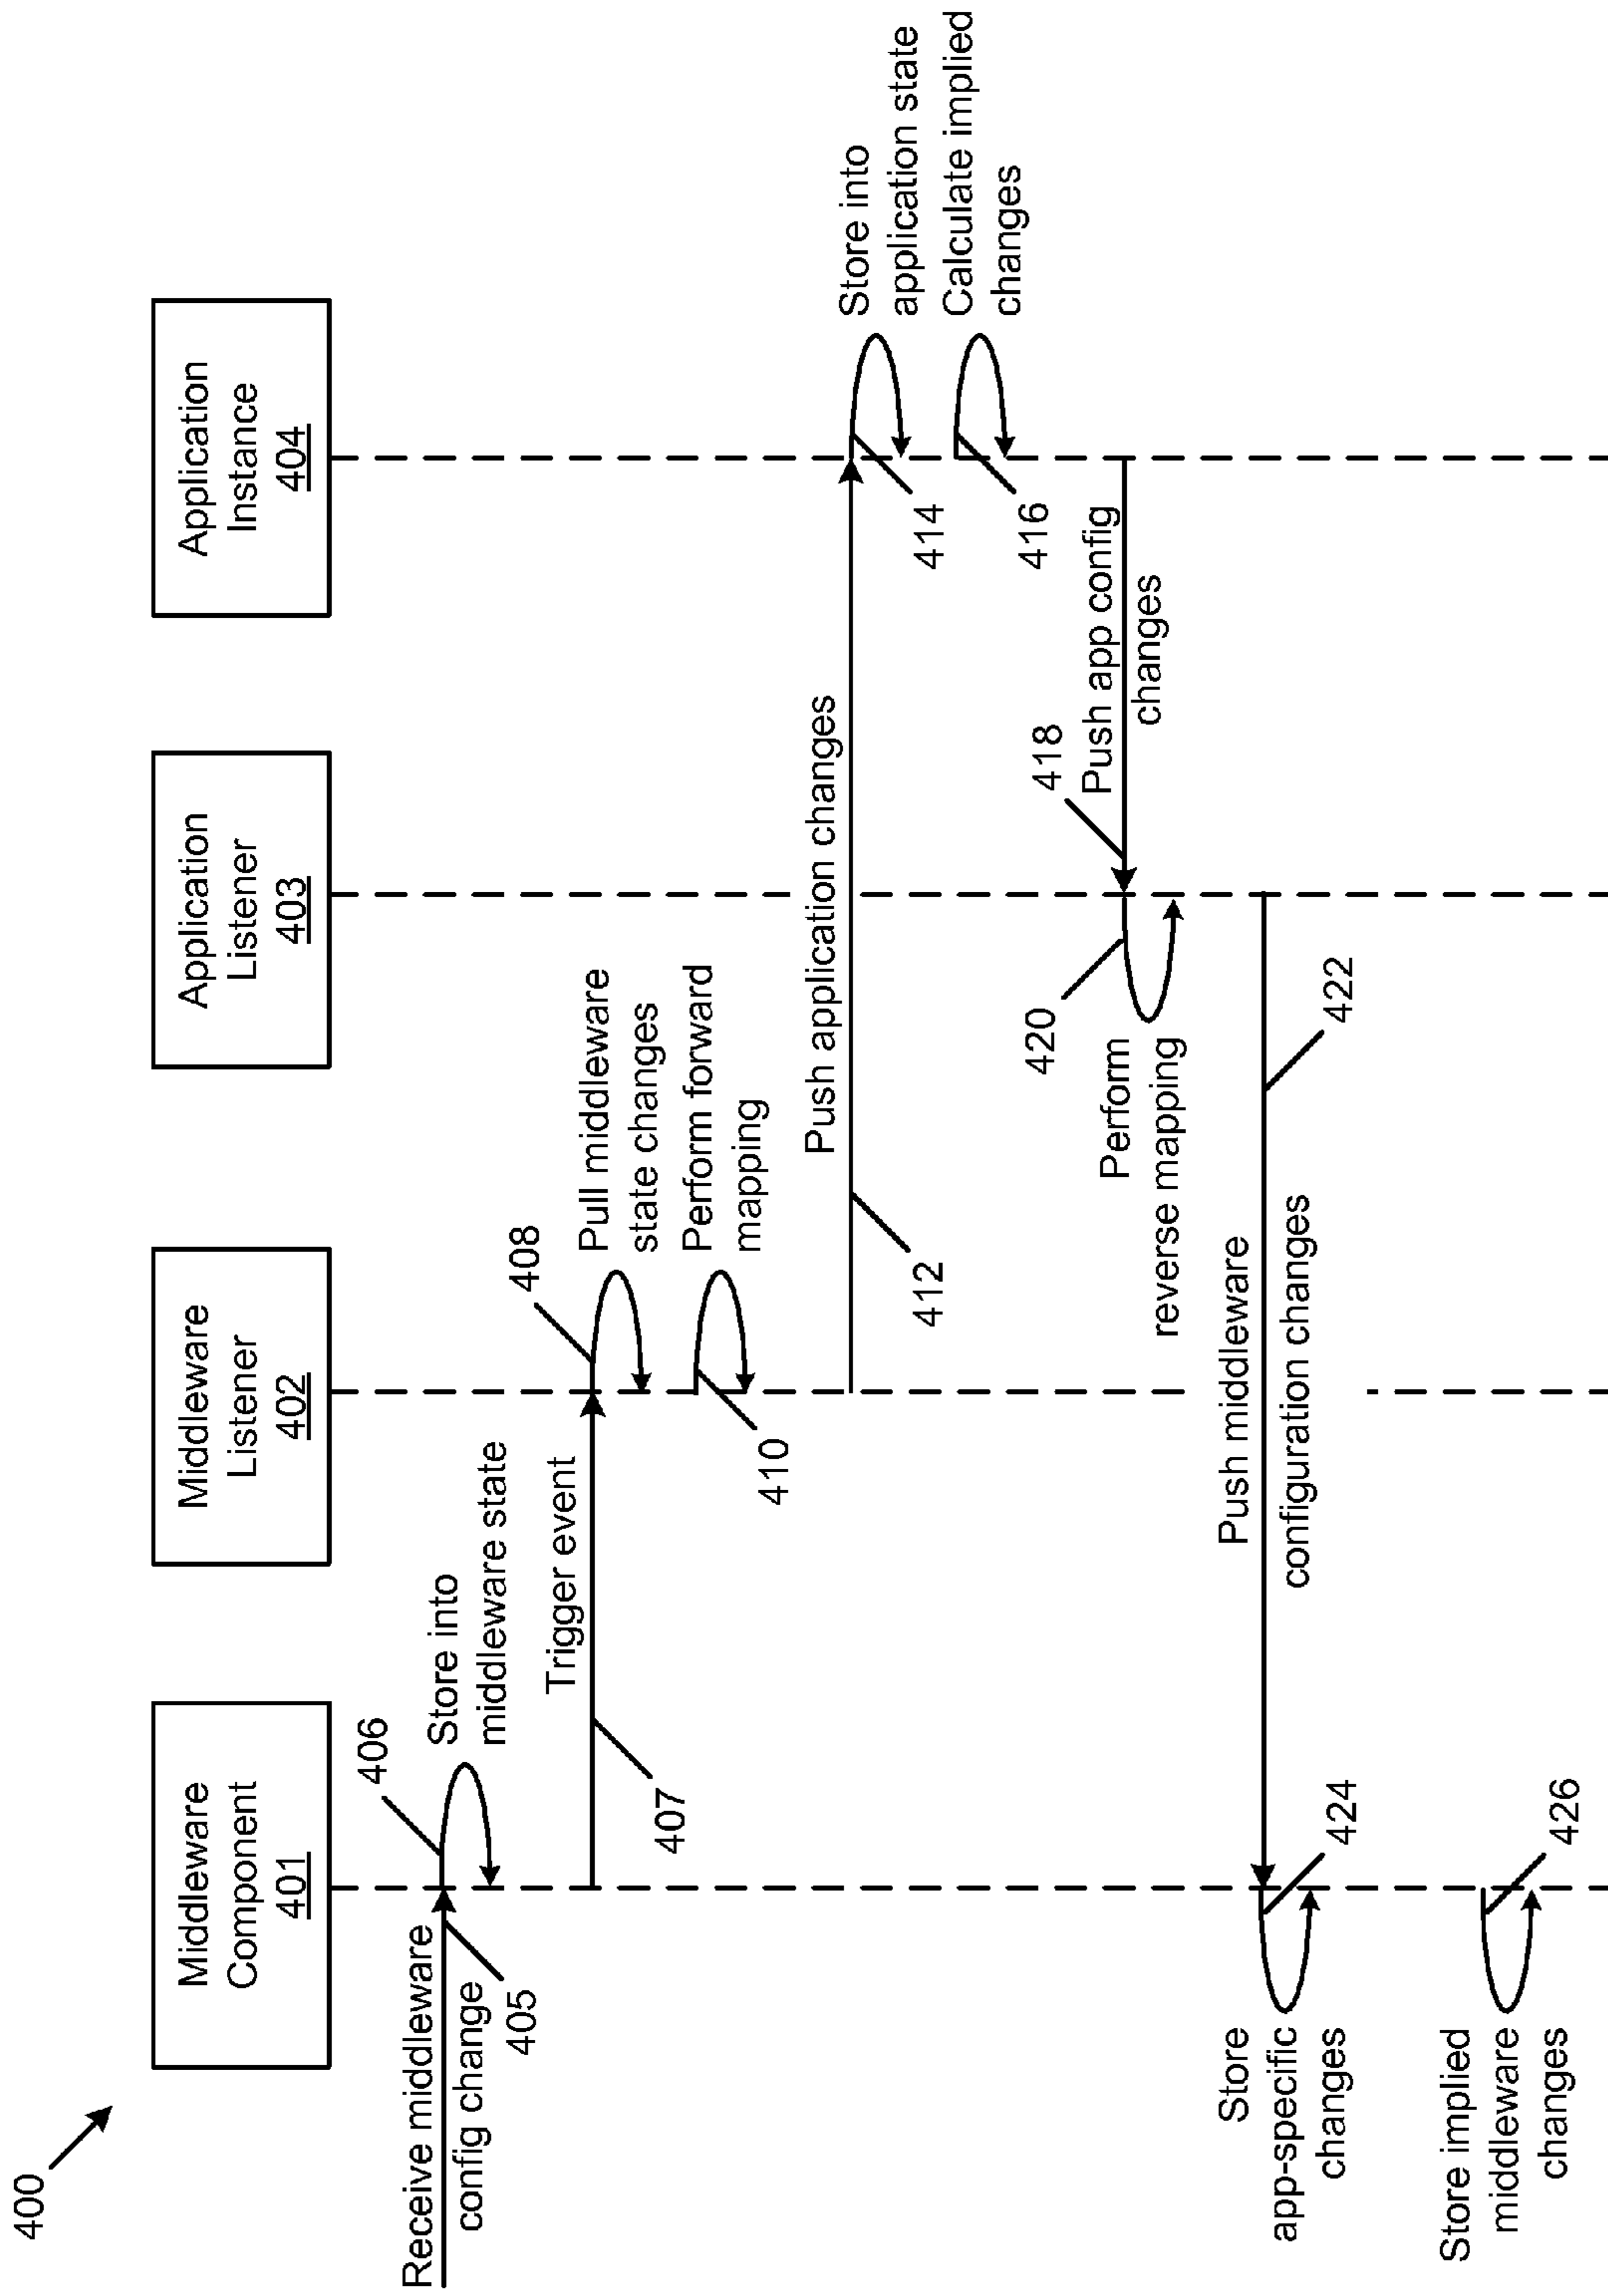 400
Middleware
Component
401
Middleware
Listener
402
Application
Listener
403
Application
Instance
404
Receive middleware
config change
405
406
Store into
middleware state
Trigger event
407
408
Pull middleware
state changes
Perform forward
mapping
410
Push application changes
412
Store into
application state
414
Calculate implied
changes
416
418
Push app config
changes
420
Perform
reverse mapping
422
Push middleware
configuration changes
Store
app-specific
changes
424
Store implied
middleware
changes
426